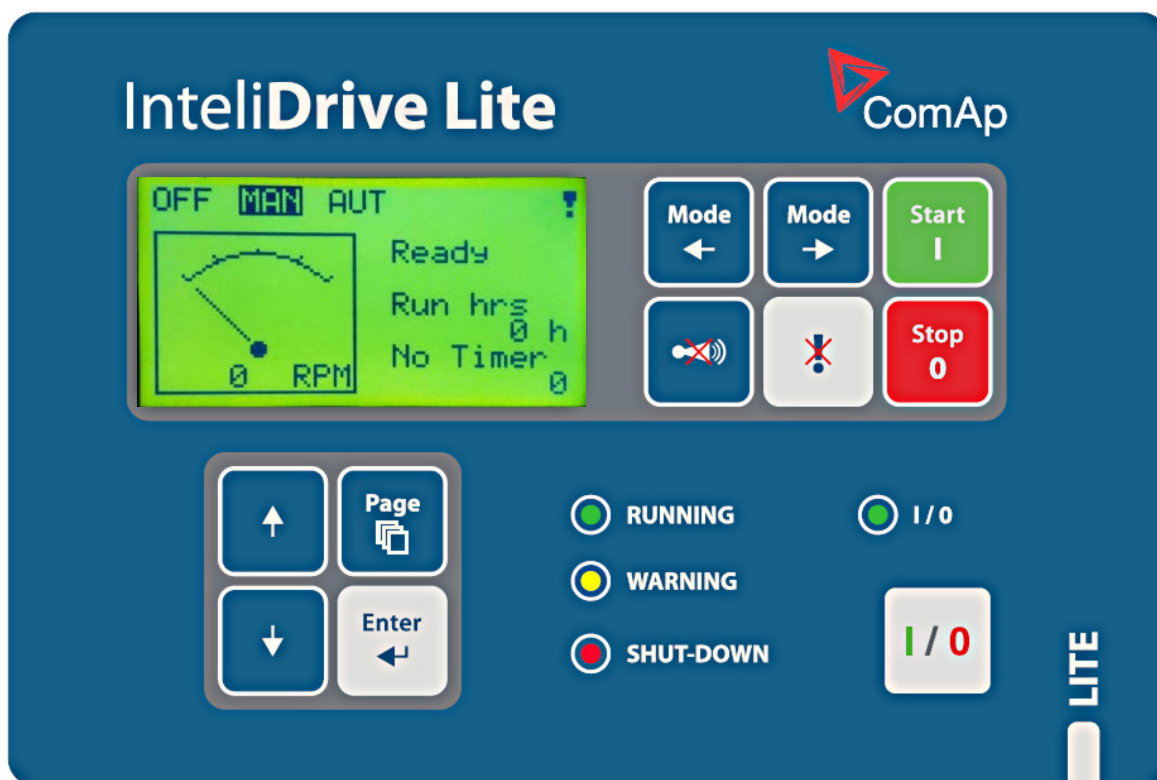 InteliDrive Lite
ComAp
OFF MAN AUT !
Ready
Run hrs
0 h
No Timer
0
0 RPM
Mode
Mode
Start
I
Stop
0
Page
Enter
RUNNING
WARNING
SHUT-DOWN
I / 0
I / 0
LITE